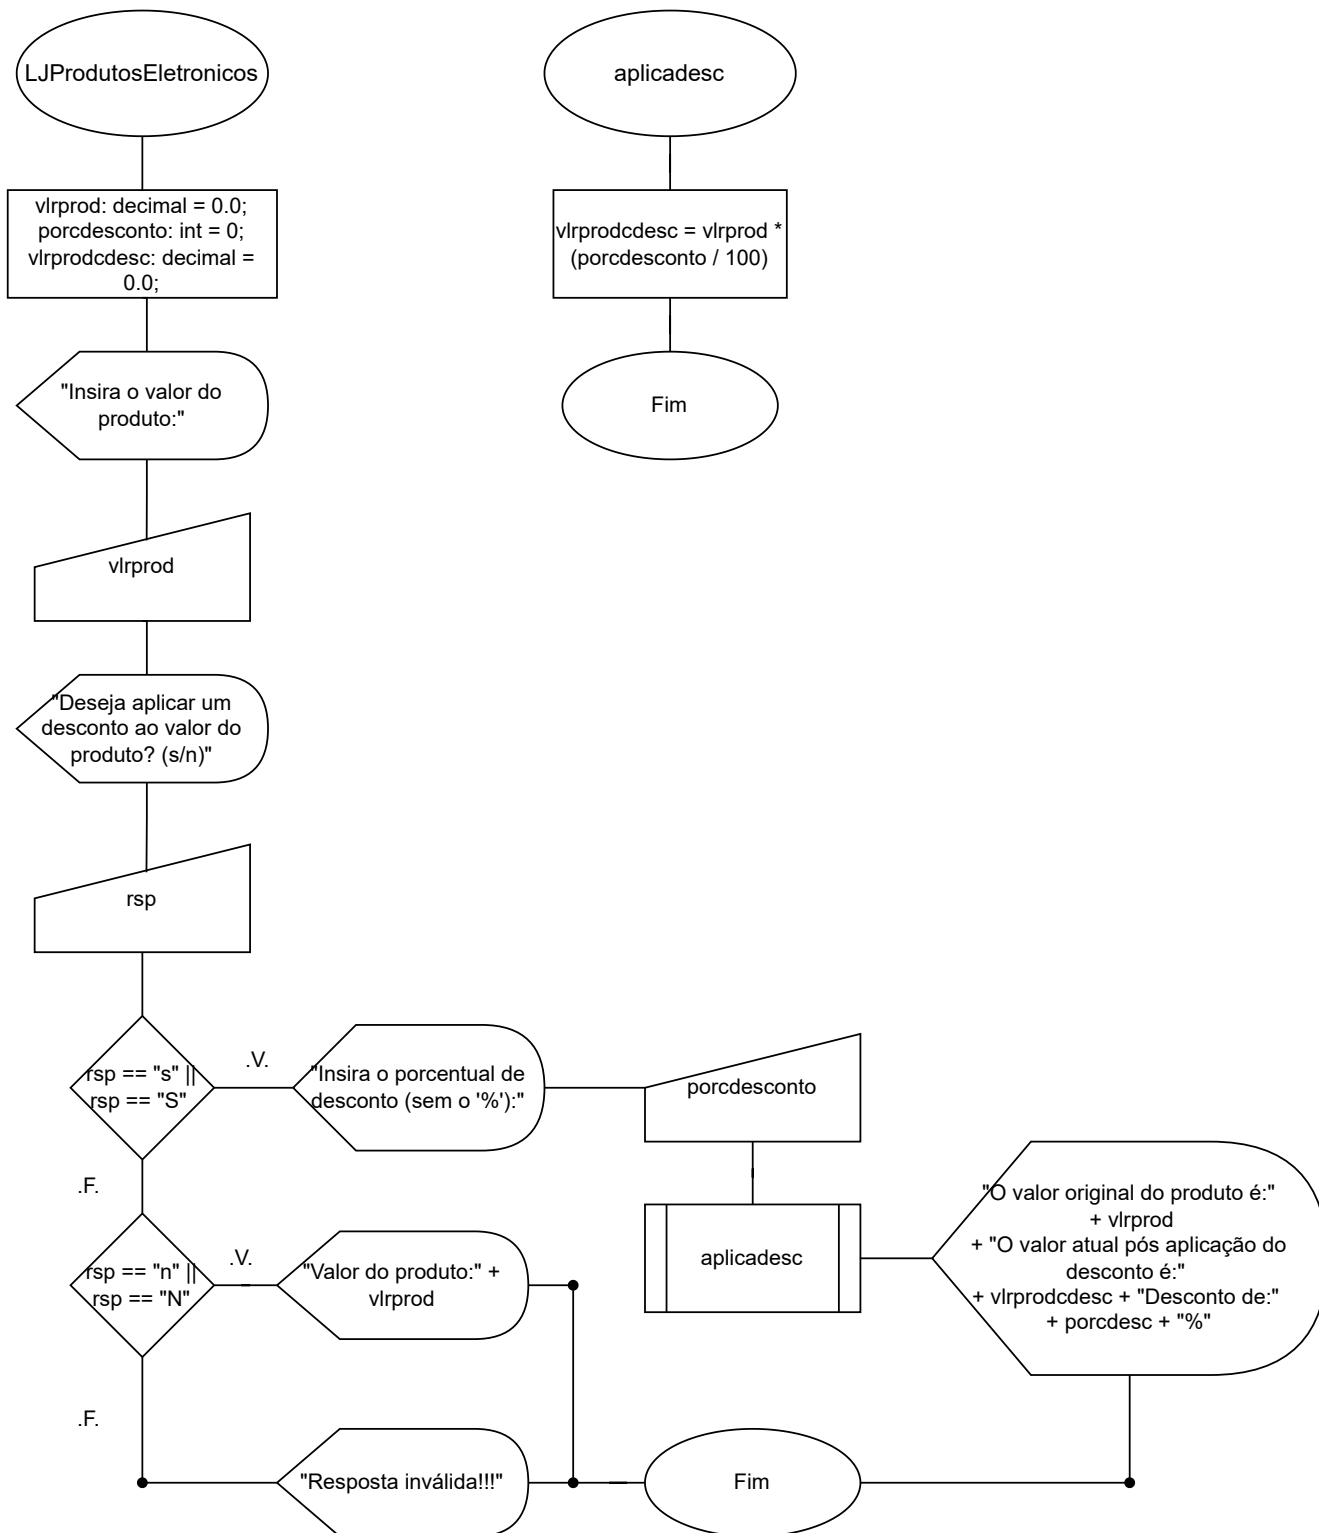 LJProdutosEletronicos
vlrprod: decimal = 0.0;
porcdesconto: int = 0;
vlrprodcdesc: decimal =
0.0;
"Insira o valor do
produto:"
vlrprod
"Deseja aplicar um
desconto ao valor do
produto? (s/n)"
rsp
rsp == "s" ||
rsp == "S"
.V.
"Insira o porcentual de
desconto (sem o '%'):"
porcdesconto
aplicadesc
"O valor original do produto é:"
+ vlrprod
+ "O valor atual pós aplicação do
desconto é:"
+ vlrprodcdesc + "Desconto de:"
+ porcdesc + "%"
.F.
rsp == "n" ||
rsp == "N"
.V.
"Valor do produto:" +
vlrprod
.F.
"Resposta inválida!!!"
Fim
aplicadesc
vlrprodcdesc = vlrprod *
(porcdesconto / 100)
Fim